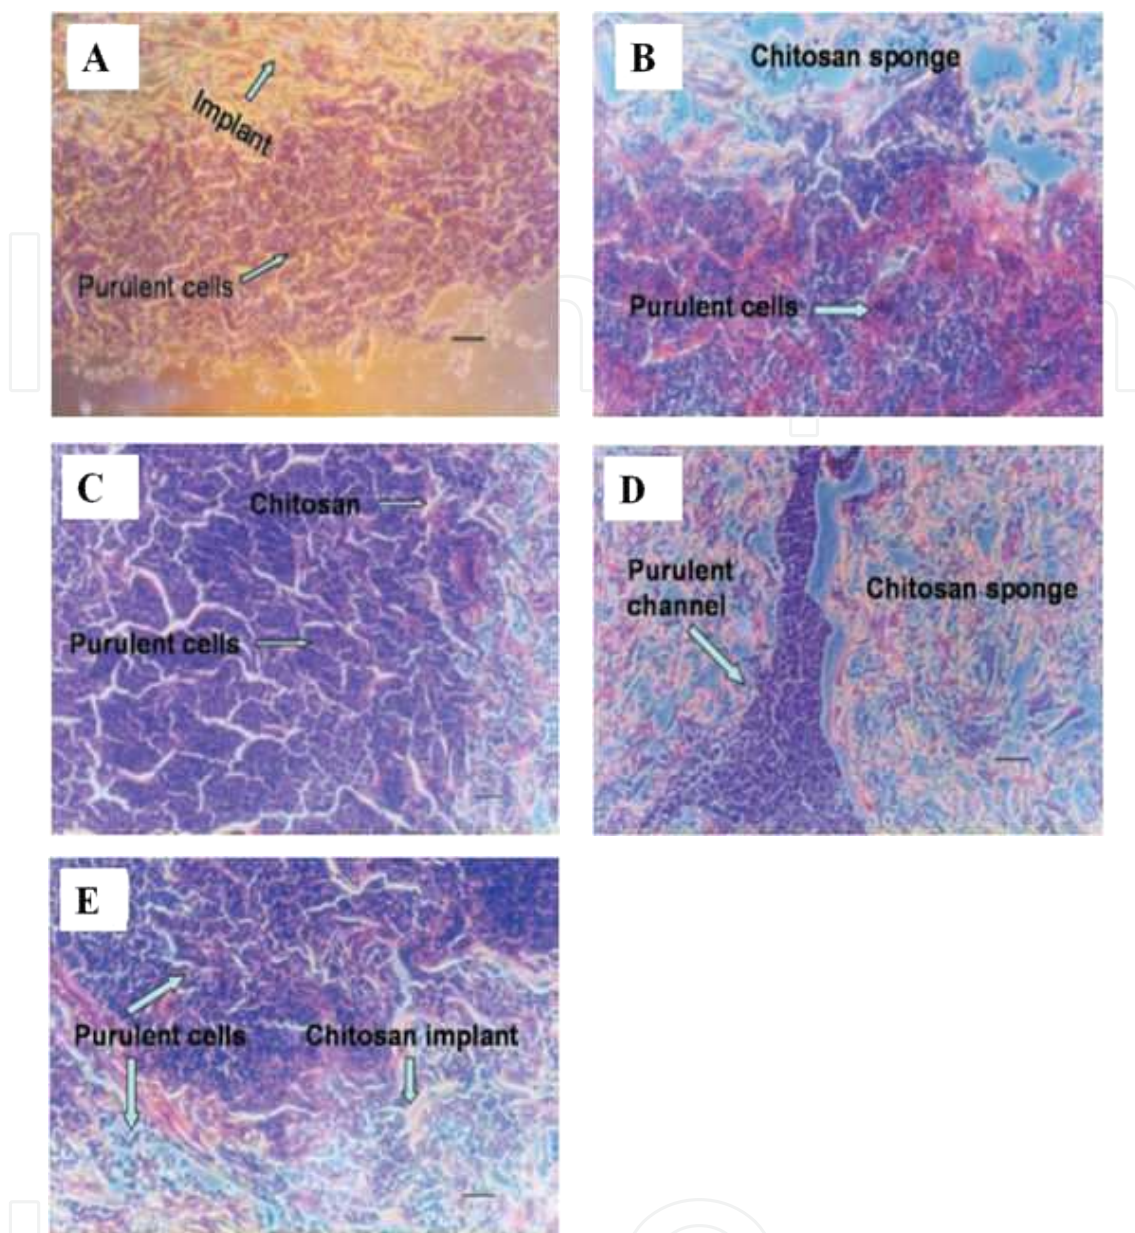 A
Implant
Purulent cells
B
Chitosan sponge
Purulent cells
C
Chitosan
Purulent cells
D
Purulent
channel
Chitosan sponge
E
Purulent cells
Chitosan implant